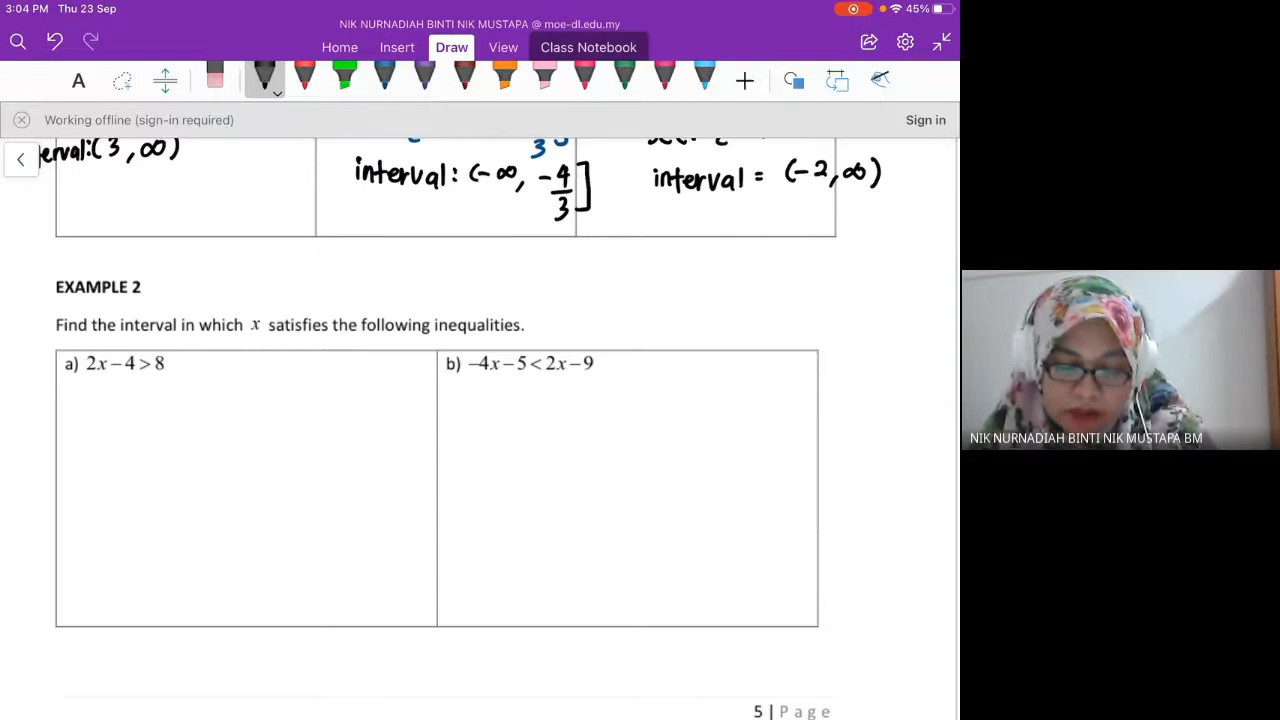 3:04 PM Thu 23 Sep
45%
NIK NURNADIAH BINTI NIK MUSTAPA @ moe-dl.edu.my
Home Insert Draw View Class Notebook
A
Working offline (sign-in required) Sign in
(3, ∞)
interval: (-∞, -4/3]
interval = (-2, ∞)
EXAMPLE 2
Find the interval in which x satisfies the following inequalities.
a) 2x – 4 > 8
b) –4x – 5 < 2x – 9
5 | Page
NIK NURNADIAH BINTI NIK MUSTAPA BM